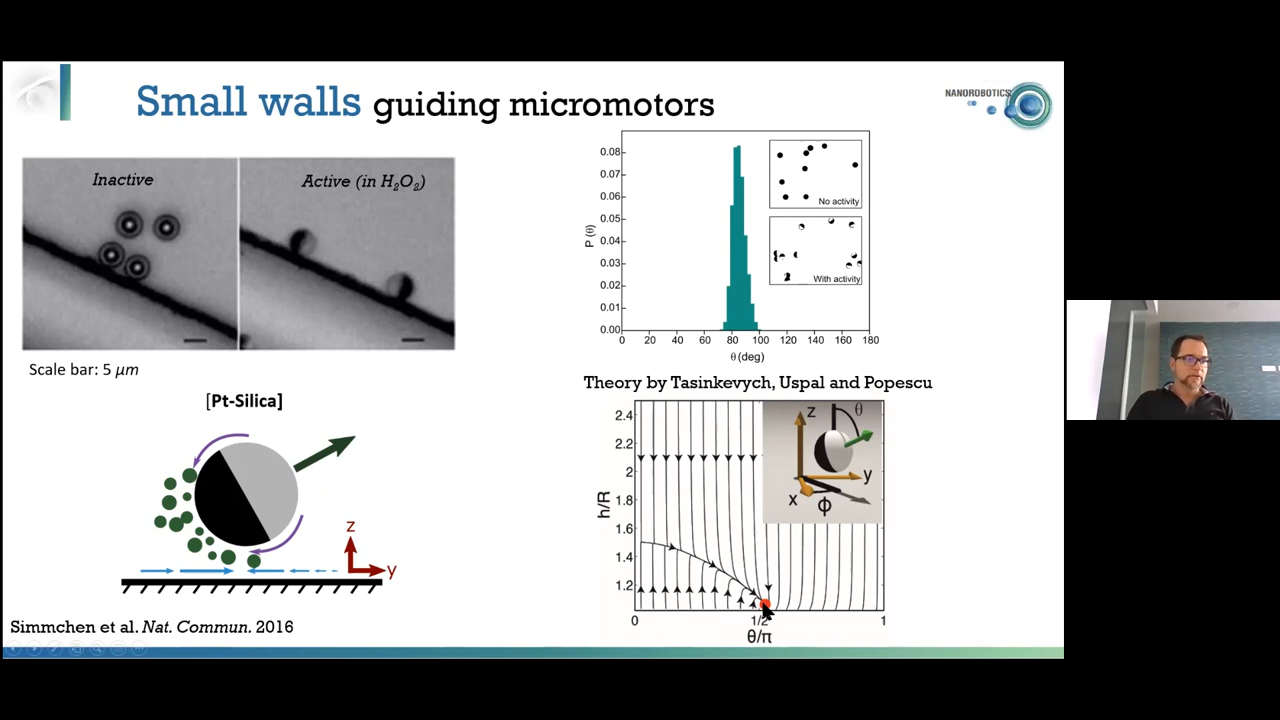 Small walls guiding micromotors
NANOROBOTICS
Inactive
Active (in H₂O₂)
Scale bar: 5 μm
[Pt-Silica]
z
y
Simmchen et al. Nat. Commun. 2016
P (θ)
0.08
0.07
0.06
0.05
0.04
0.03
0.02
0.01
0.00
0 20 40 60 80 100 120 140 160 180
θ (deg)
No activity
With activity
Theory by Tasinkevych, Uspal and Popescu
h/R
2.4
2.2
2
1.8
1.6
1.4
1.2
0 1/2 1
θ/π
z
θ
y
x
ϕ